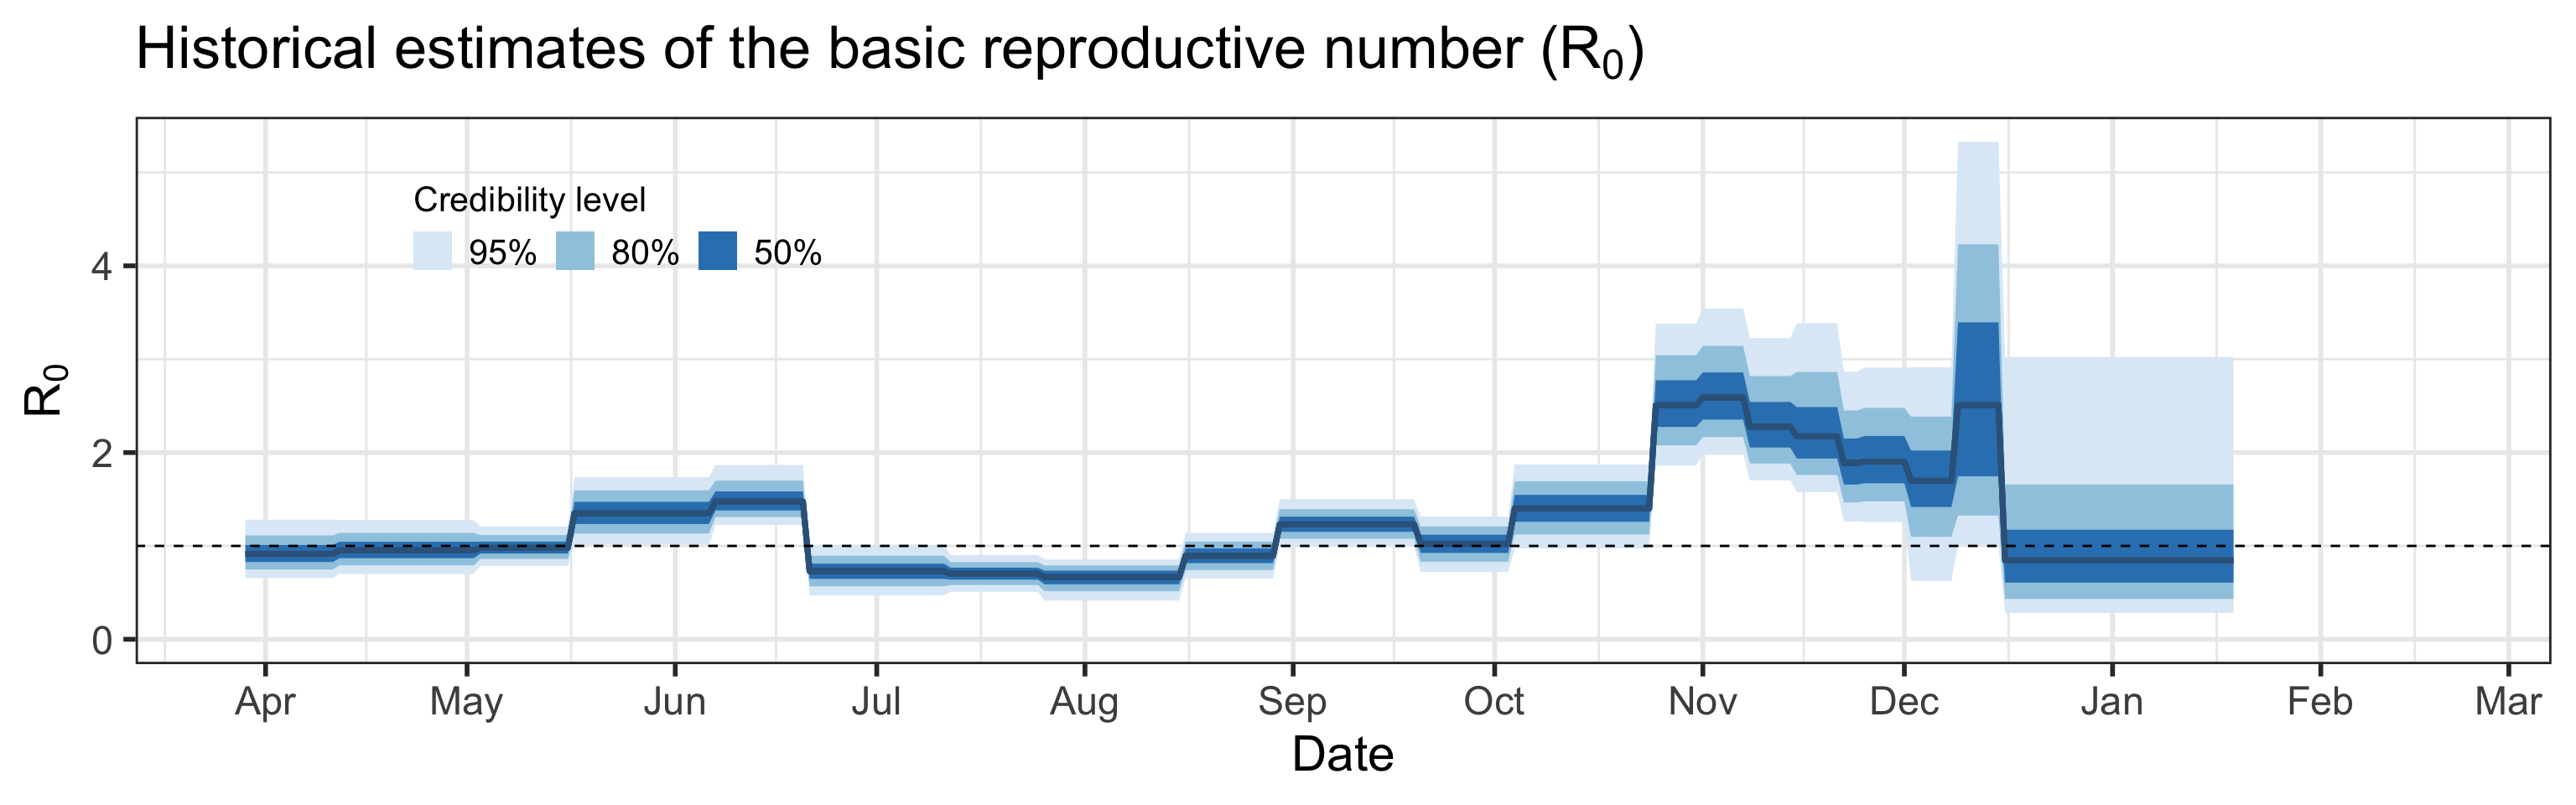 Historical estimates of the basic reproductive number (R₀)
Credibility level
95% 80% 50%
4
2
0
R₀
Apr May Jun Jul Aug Sep Oct Nov Dec Jan Feb Mar
Date